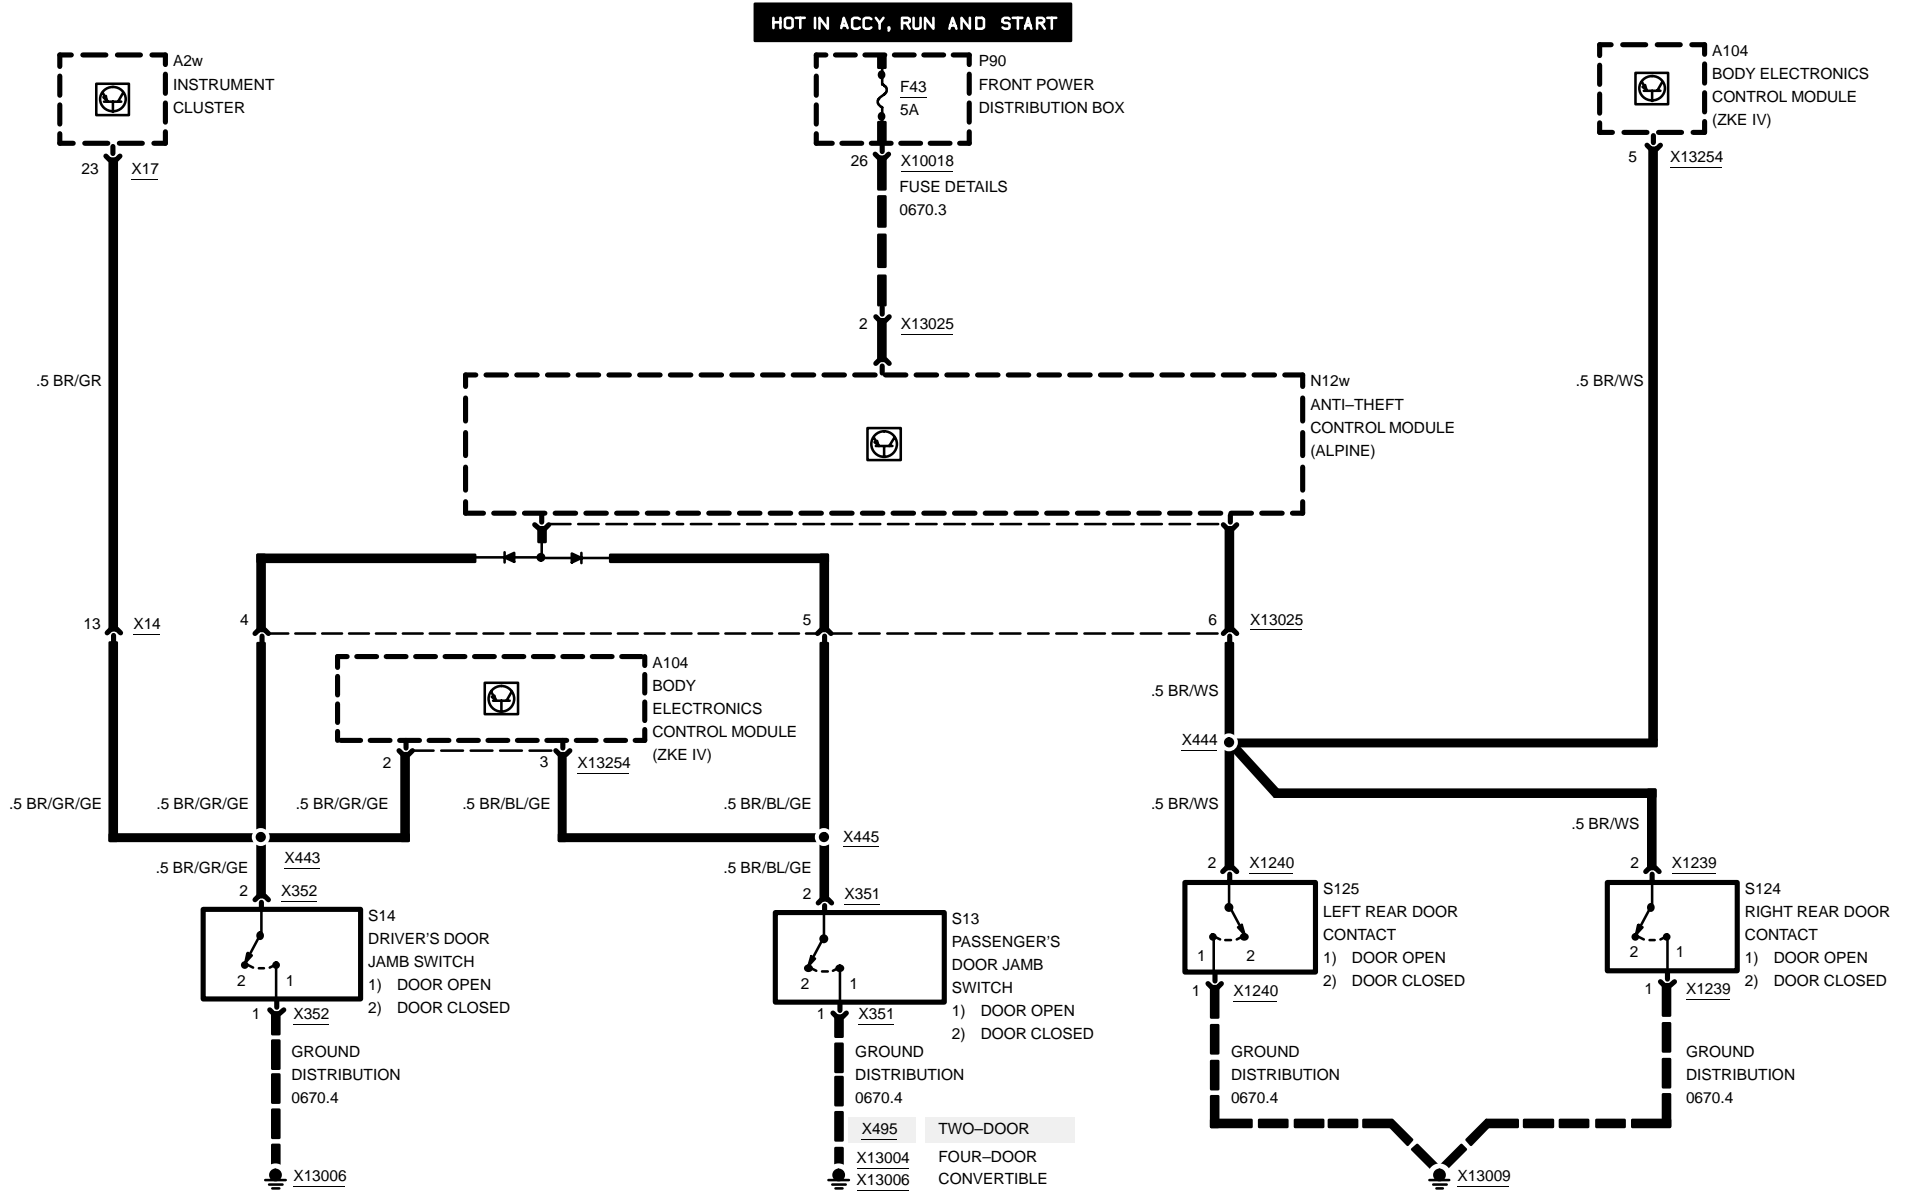 HOT IN ACCY, RUN AND START
A2w
INSTRUMENT
CLUSTER
23
X17
F43
5A
P90
FRONT POWER
DISTRIBUTION BOX
26
X10018
FUSE DETAILS
0670.3
A104
BODY ELECTRONICS
CONTROL MODULE
(ZKE IV)
5
X13254
2
X13025
.5 BR/GR
.5 BR/WS
N12w
ANTI–THEFT
CONTROL MODULE
(ALPINE)
13
X14
4
5
6
X13025
A104
BODY
ELECTRONICS
CONTROL MODULE
(ZKE IV)
2
3
X13254
.5 BR/WS
X444
.5 BR/GR/GE
.5 BR/GR/GE
.5 BR/GR/GE
.5 BR/BL/GE
.5 BR/BL/GE
.5 BR/WS
.5 BR/WS
X443
X445
.5 BR/GR/GE
.5 BR/BL/GE
2
X352
2
X351
2
X1240
2
X1239
S14
DRIVER'S DOOR
JAMB SWITCH
1) DOOR OPEN
2) DOOR CLOSED
2
1
S13
PASSENGER'S
DOOR JAMB
SWITCH
1) DOOR OPEN
2) DOOR CLOSED
2
1
S125
LEFT REAR DOOR
CONTACT
1) DOOR OPEN
2) DOOR CLOSED
1
2
S124
RIGHT REAR DOOR
CONTACT
1) DOOR OPEN
2) DOOR CLOSED
2
1
1
X352
1
X351
1
X1240
1
X1239
GROUND
DISTRIBUTION
0670.4
GROUND
DISTRIBUTION
0670.4
GROUND
DISTRIBUTION
0670.4
GROUND
DISTRIBUTION
0670.4
X495 TWO–DOOR
X13004 FOUR–DOOR
X13006 CONVERTIBLE
X13006
X13009